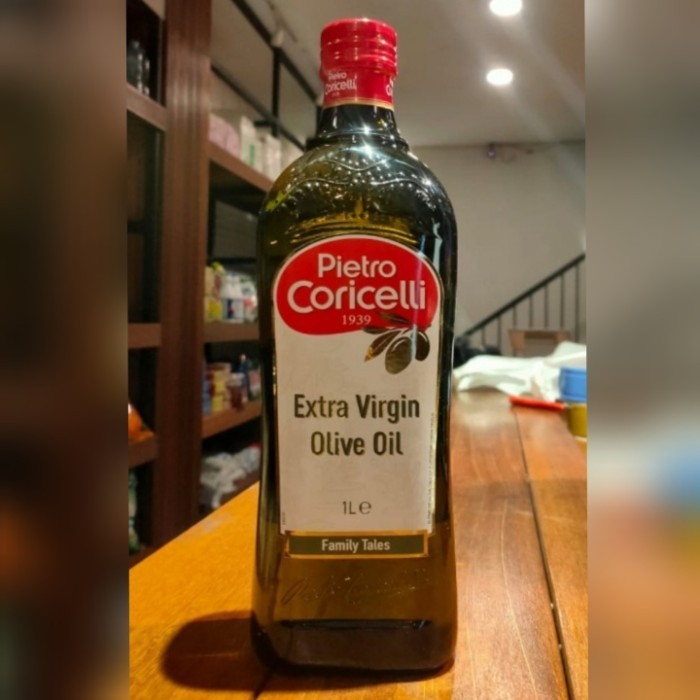 Pietro
Coricelli
Pietro
Coricelli
1939
Extra Virgin
Olive Oil
1L℮
Family Tales